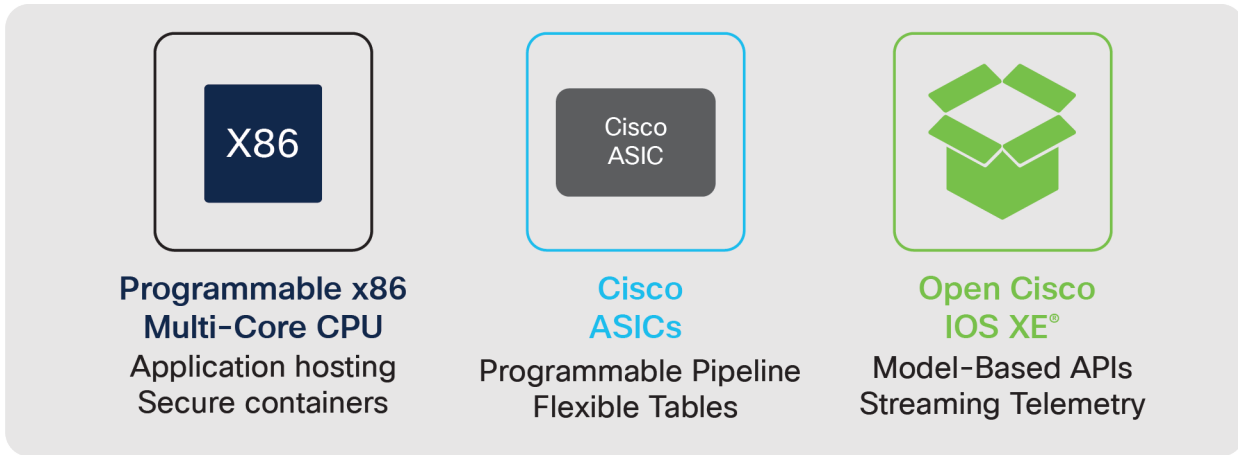 X86
Programmable x86
Multi-Core CPU
Application hosting
Secure containers
Cisco
ASIC
Cisco
ASICs
Programmable Pipeline
Flexible Tables
Open Cisco
IOS XE®
Model-Based APIs
Streaming Telemetry